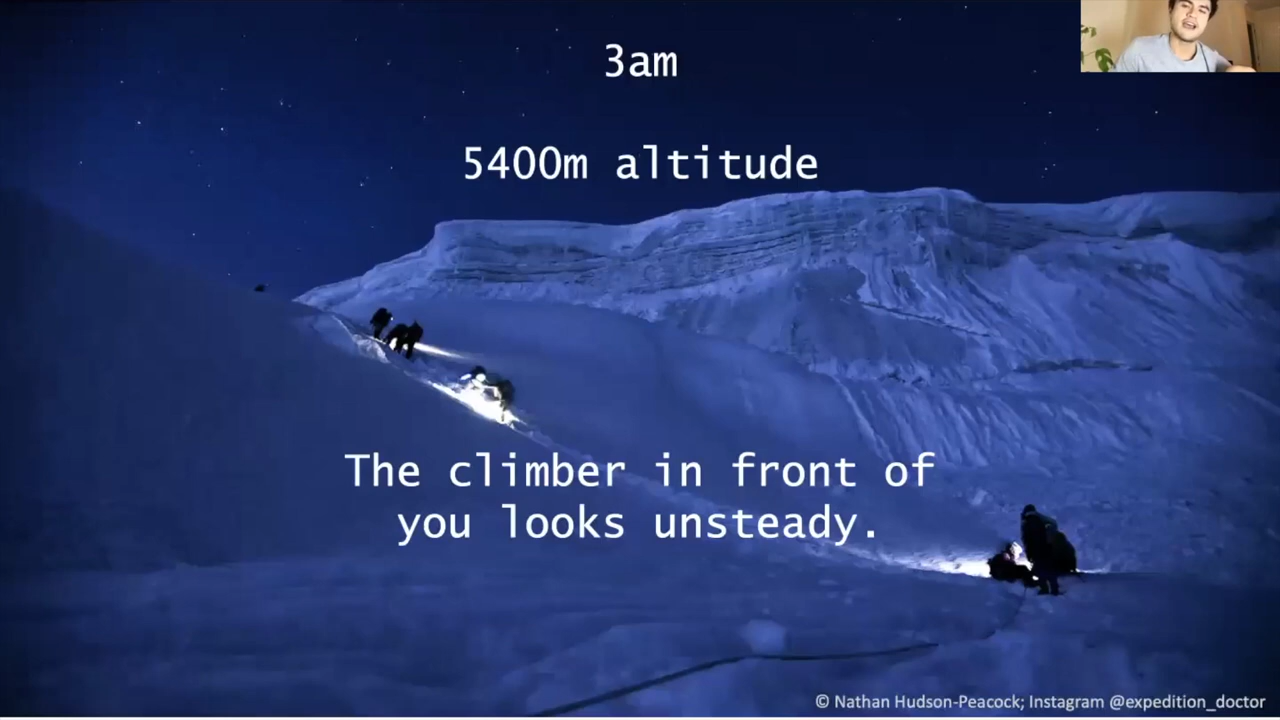 3am
5400m altitude
The climber in front of
you looks unsteady.
© Nathan Hudson-Peacock; Instagram @expedition_doctor